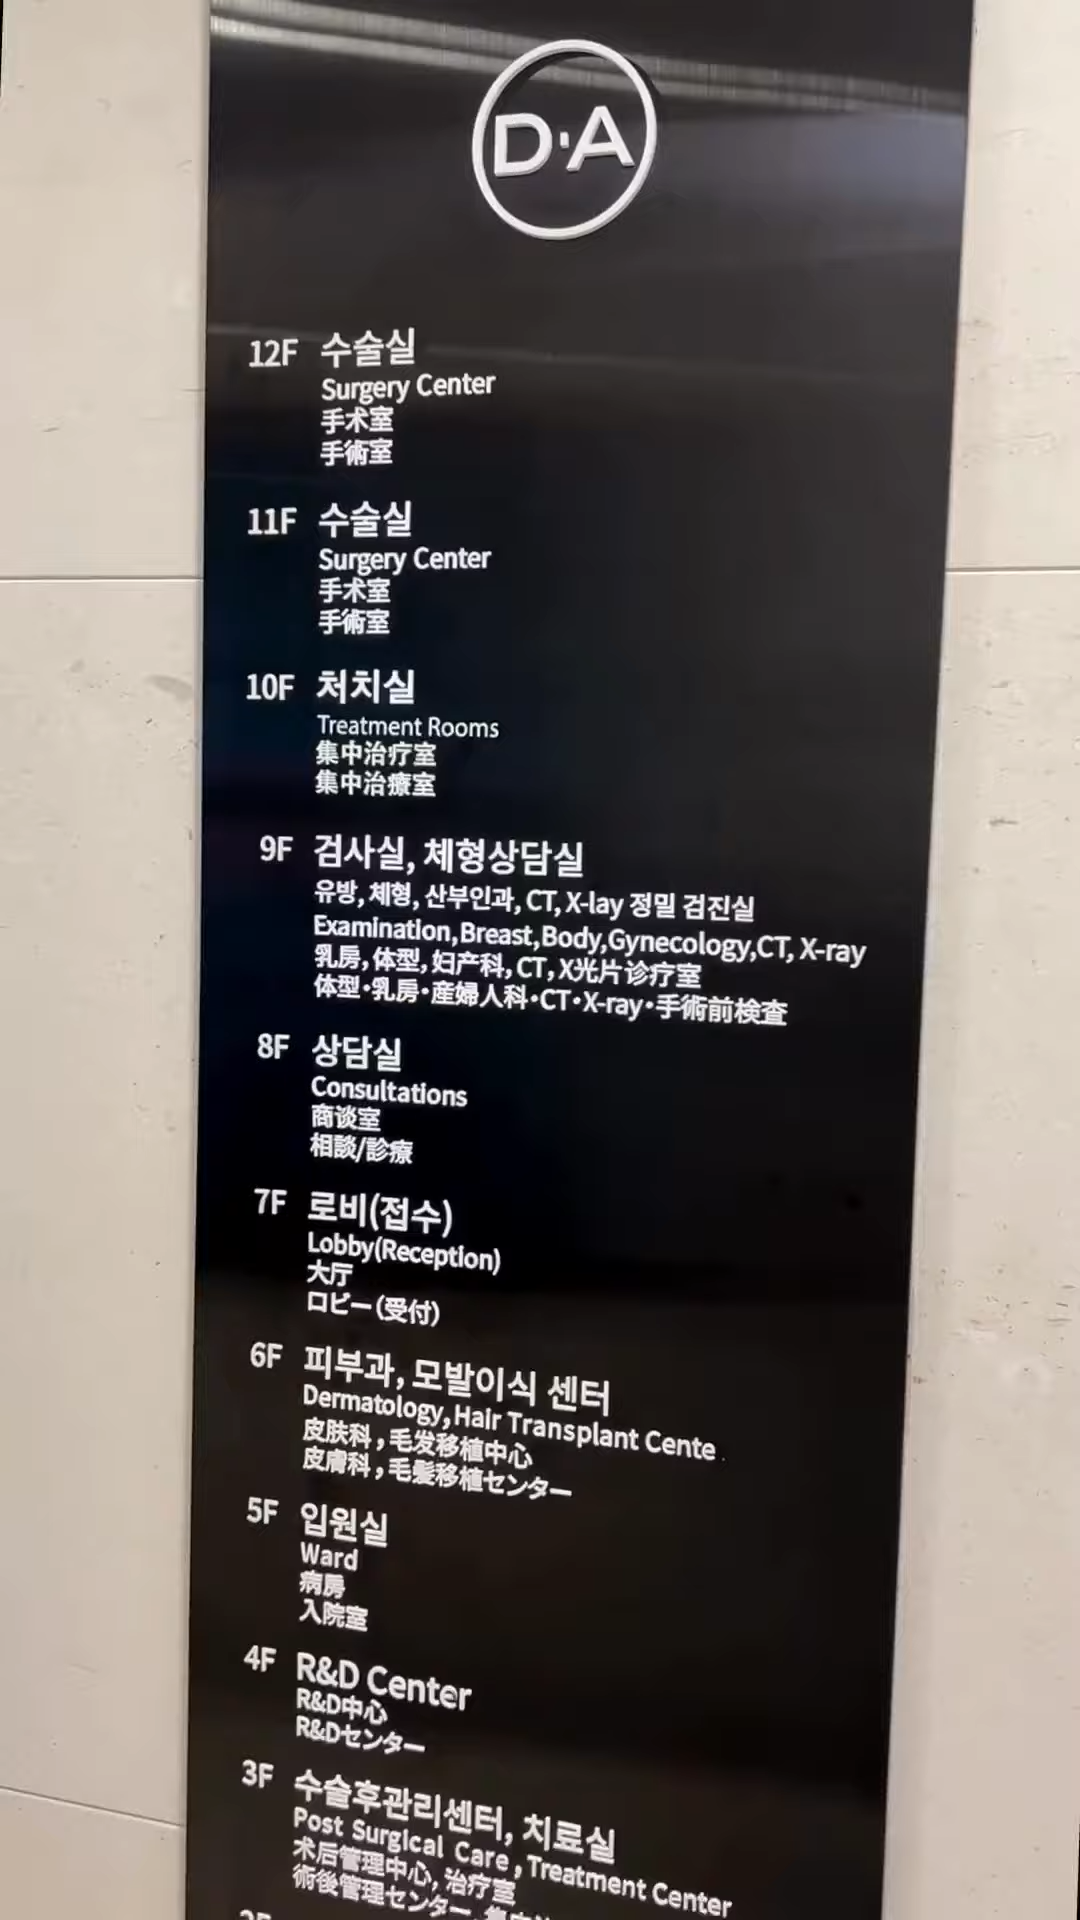 D·A
12F 수술실
Surgery Center
手术室
手術室
11F 수술실
Surgery Center
手术室
手術室
10F 처치실
Treatment Rooms
集中治疗室
集中治療室
9F 검사실, 체형상담실
유방, 체형, 산부인과, CT, X-lay 정밀 검진실
Examination,Breast,Body,Gynecology,CT, X-ray
乳房,体型,妇产科,CT,X光片诊疗室
体型・乳房・産婦人科・CT・X-ray・手術前検査
8F 상담실
Consultations
商谈室
相談/診療
7F 로비(접수)
Lobby(Reception)
大厅
ロビー(受付)
6F 피부과, 모발이식 센터
Dermatology,Hair Transplant Cente
皮肤科,毛发移植中心
皮膚科,毛髪移植センター
5F 입원실
Ward
病房
入院室
4F R&D Center
R&D中心
R&Dセンター
3F 수술후관리센터, 치료실
Post Surgical Care, Treatment Center
术后管理中心, 治疗室
術後管理センター,